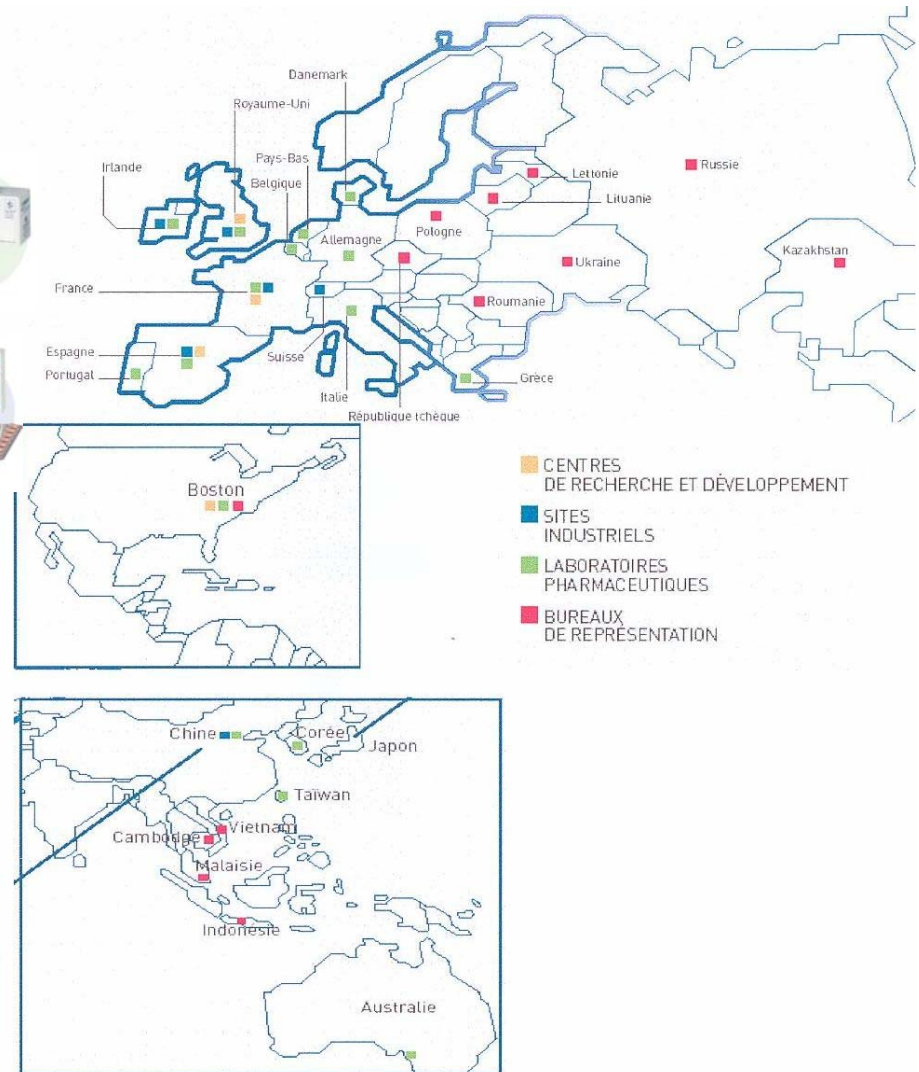 Danemark
Royaume-Uni
Pays-Bas
Irlande
Belgique
Lettonie
Russie
Lituanie
Pologne
Allemagne
Kazakhstan
Ukraine
France
Roumanie
Espagne
Suisse
Portugal
Grèce
Italie
République tchèque
Boston
CENTRES
DE RECHERCHE ET DÉVELOPPEMENT
SITES
INDUSTRIELS
LABORATOIRES
PHARMACEUTIQUES
BUREAUX
DE REPRÉSENTATION
Chine
Corée
Japon
Taïwan
Vietnam
Cambodge
Malaisie
Indonésie
Australie